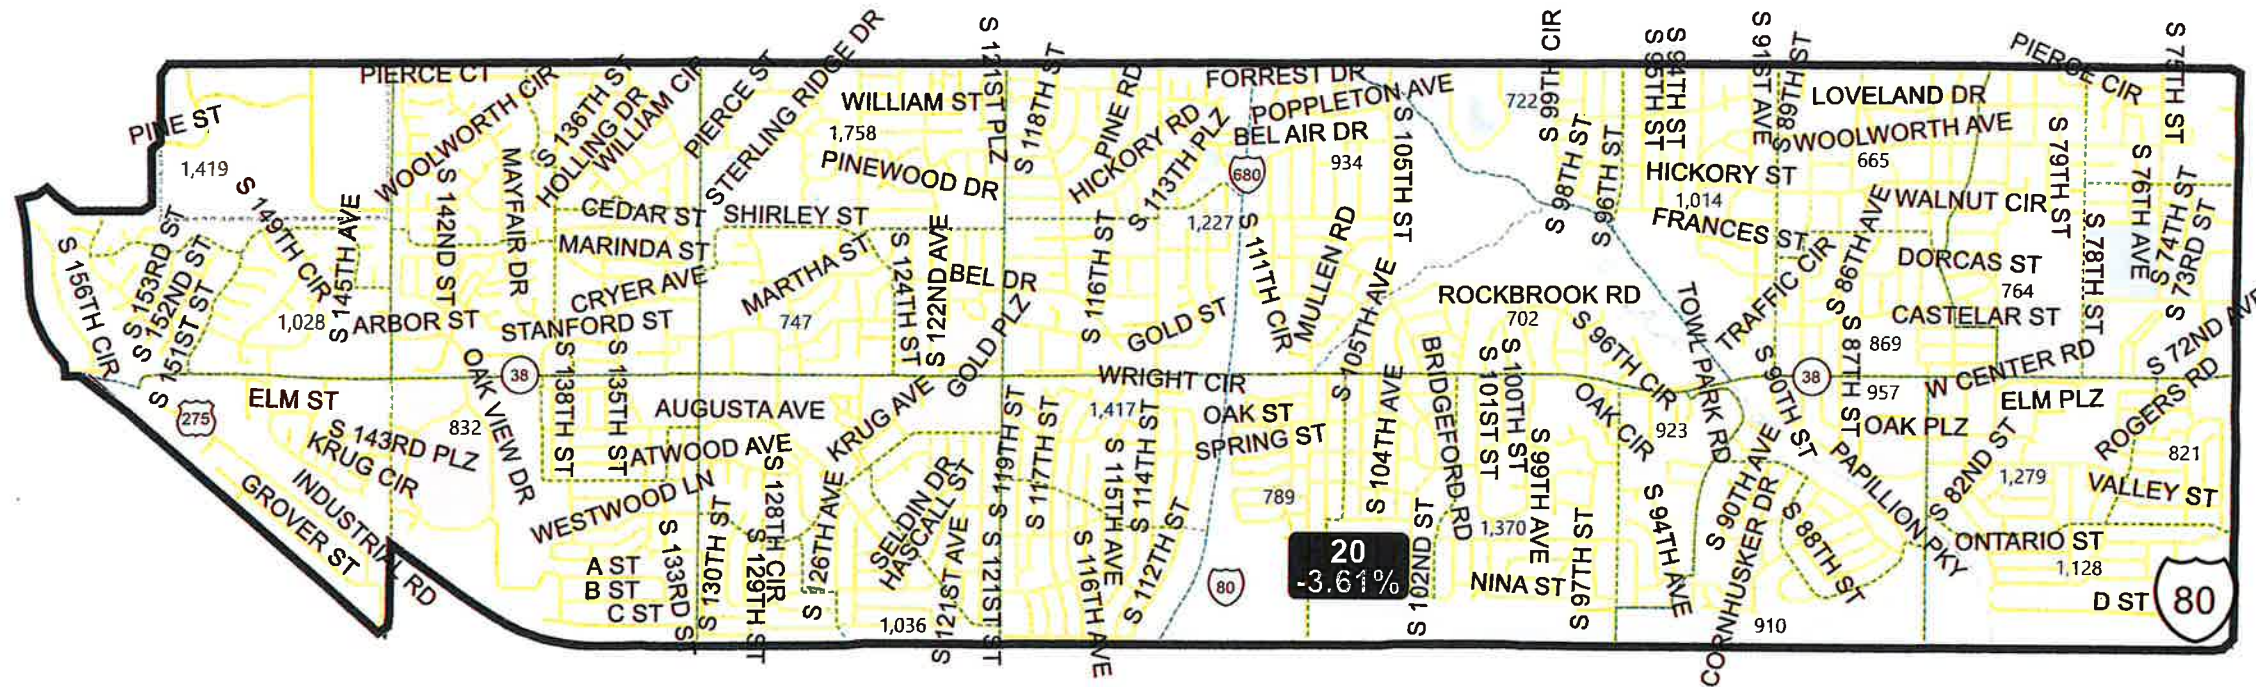 PIERCE CT
PINE ST
1,419
WOOLWORTH CIR
S 136TH ST
HOLLING DR
WILLIAM CIR
PIERCE ST
STERLING RIDGE DR
WILLIAM ST
1,758
PINEWOOD DR
S 121ST PLZ
S 118TH ST
PINE RD
HICKORY RD
S 113TH PLZ
FORREST DR
POPPLETON AVE
BEL AIR DR
934
680
S 105TH ST
722
S 99TH CIR
S 98TH ST
S 96TH ST
S 95TH ST
S 94TH ST
S 91ST AVE
S 89TH ST
LOVELAND DR
WOOLWORTH AVE
665
HICKORY ST
1,014
FRANCES ST
WALNUT CIR
PIERCE CIR
S 75TH ST
S 79TH ST
S 76TH AVE
S 74TH ST
S 73RD ST
S 78TH ST
DORCAS ST
764
CASTELAR ST
869
S 86TH AVE
S 87TH ST
TRAFFIC CIR
TOWL PARK RD
S 156TH CIR
S 153RD ST
S 152ND ST
S 151ST ST
S 149TH CIR
S 145TH AVE
1,028
ARBOR ST
S 142ND ST
MAYFAIR DR
CEDAR ST
SHIRLEY ST
MARINDA ST
CRYER AVE
STANFORD ST
MARTHA ST
747
S 124TH ST
S 122ND AVE
BEL DR
GOLD PLZ
S 116TH ST
1,227
GOLD ST
S 111TH CIR
MULLEN RD
S 105TH AVE
ROCKBROOK RD
702
S 96TH CIR
S 72ND AVE
W CENTER RD
957
38
38
275
ELM ST
S 143RD PLZ
KRUG CIR
832
OAK VIEW DR
S 138TH ST
S 135TH ST
AUGUSTA AVE
ATWOOD AVE
KRUG AVE
WESTWOOD LN
INDUSTRIAL RD
GROVER ST
A ST
B ST
C ST
S 133RD ST
S 130TH ST
S 129TH ST
S 128TH CIR
S 126TH AVE
SELDIN DR
HASCALL ST
1,036
S 121ST AVE
S 121ST ST
S 119TH ST
S 117TH ST
WRIGHT CIR
1,417
S 115TH AVE
S 114TH ST
S 116TH AVE
S 112TH ST
OAK ST
SPRING ST
789
80
20
-3.61%
S 104TH AVE
BRIDGEFORD RD
S 102ND ST
S 101ST ST
S 100TH ST
S 99TH AVE
1,370
NINA ST
S 97TH ST
OAK CIR
923
S 94TH AVE
S 90TH ST
S 90TH AVE
CORNHUSKER DR
S 88TH ST
910
OAK PLZ
PAPILLION PKY
S 82ND ST
ELM PLZ
ROGERS RD
821
1,279
VALLEY ST
ONTARIO ST
1,128
D ST
80